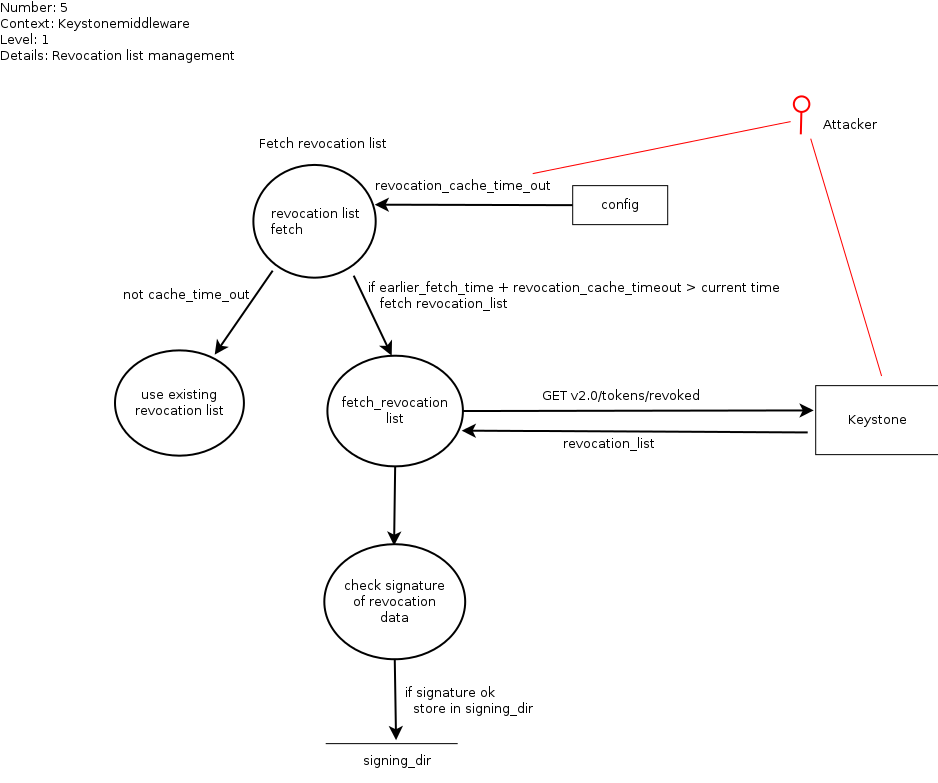 Number: 5
Context: Keystonemiddleware
Level: 1
Details: Revocation list management
Attacker
Fetch revocation list
revocation_cache_time_out
config
revocation list
fetch
not cache_time_out
if earlier_fetch_time + revocation_cache_timeout > current time
fetch revocation_list
use existing
revocation list
fetch_revocation
list
GET v2.0/tokens/revoked
revocation_list
Keystone
check signature
of revocation
data
if signature ok
store in signing_dir
signing_dir